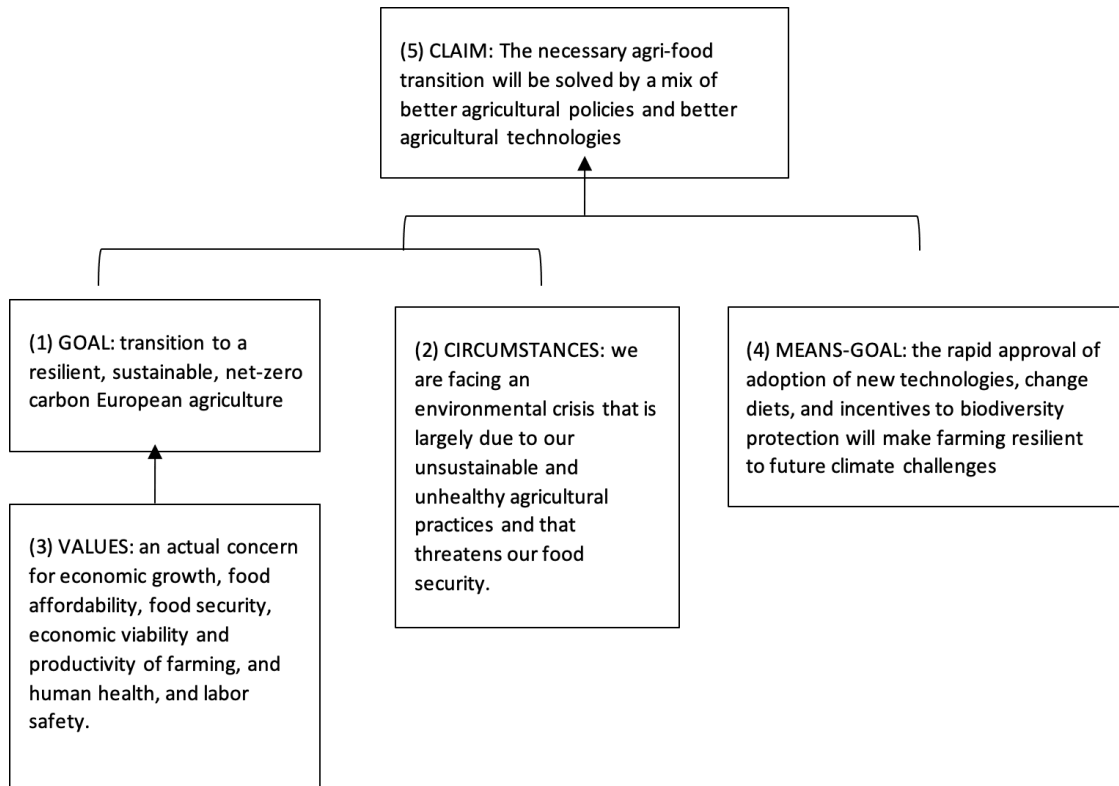 (5) CLAIM: The necessary agri-food
transition will be solved by a mix of
better agricultural policies and better
agricultural technologies
(1) GOAL: transition to a
resilient, sustainable, net-zero
carbon European agriculture
(2) CIRCUMSTANCES: we
are facing an
environmental crisis that is
largely due to our
unsustainable and
unhealthy agricultural
practices and that
threatens our food
security.
(4) MEANS-GOAL: the rapid approval of
adoption of new technologies, change
diets, and incentives to biodiversity
protection will make farming resilient
to future climate challenges
(3) VALUES: an actual concern
for economic growth, food
affordability, food security,
economic viability and
productivity of farming, and
human health, and labor
safety.